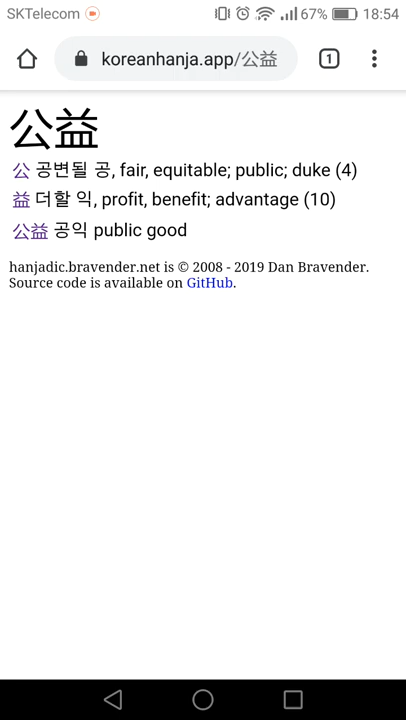 SKTelecom 67% 18:54
koreanhanja.app/公益 1
公益
公 공변될 공, fair, equitable; public; duke (4)
益 더할 익, profit, benefit; advantage (10)
公益 공익 public good
hanjadic.bravender.net is © 2008 - 2019 Dan Bravender.
Source code is available on GitHub.